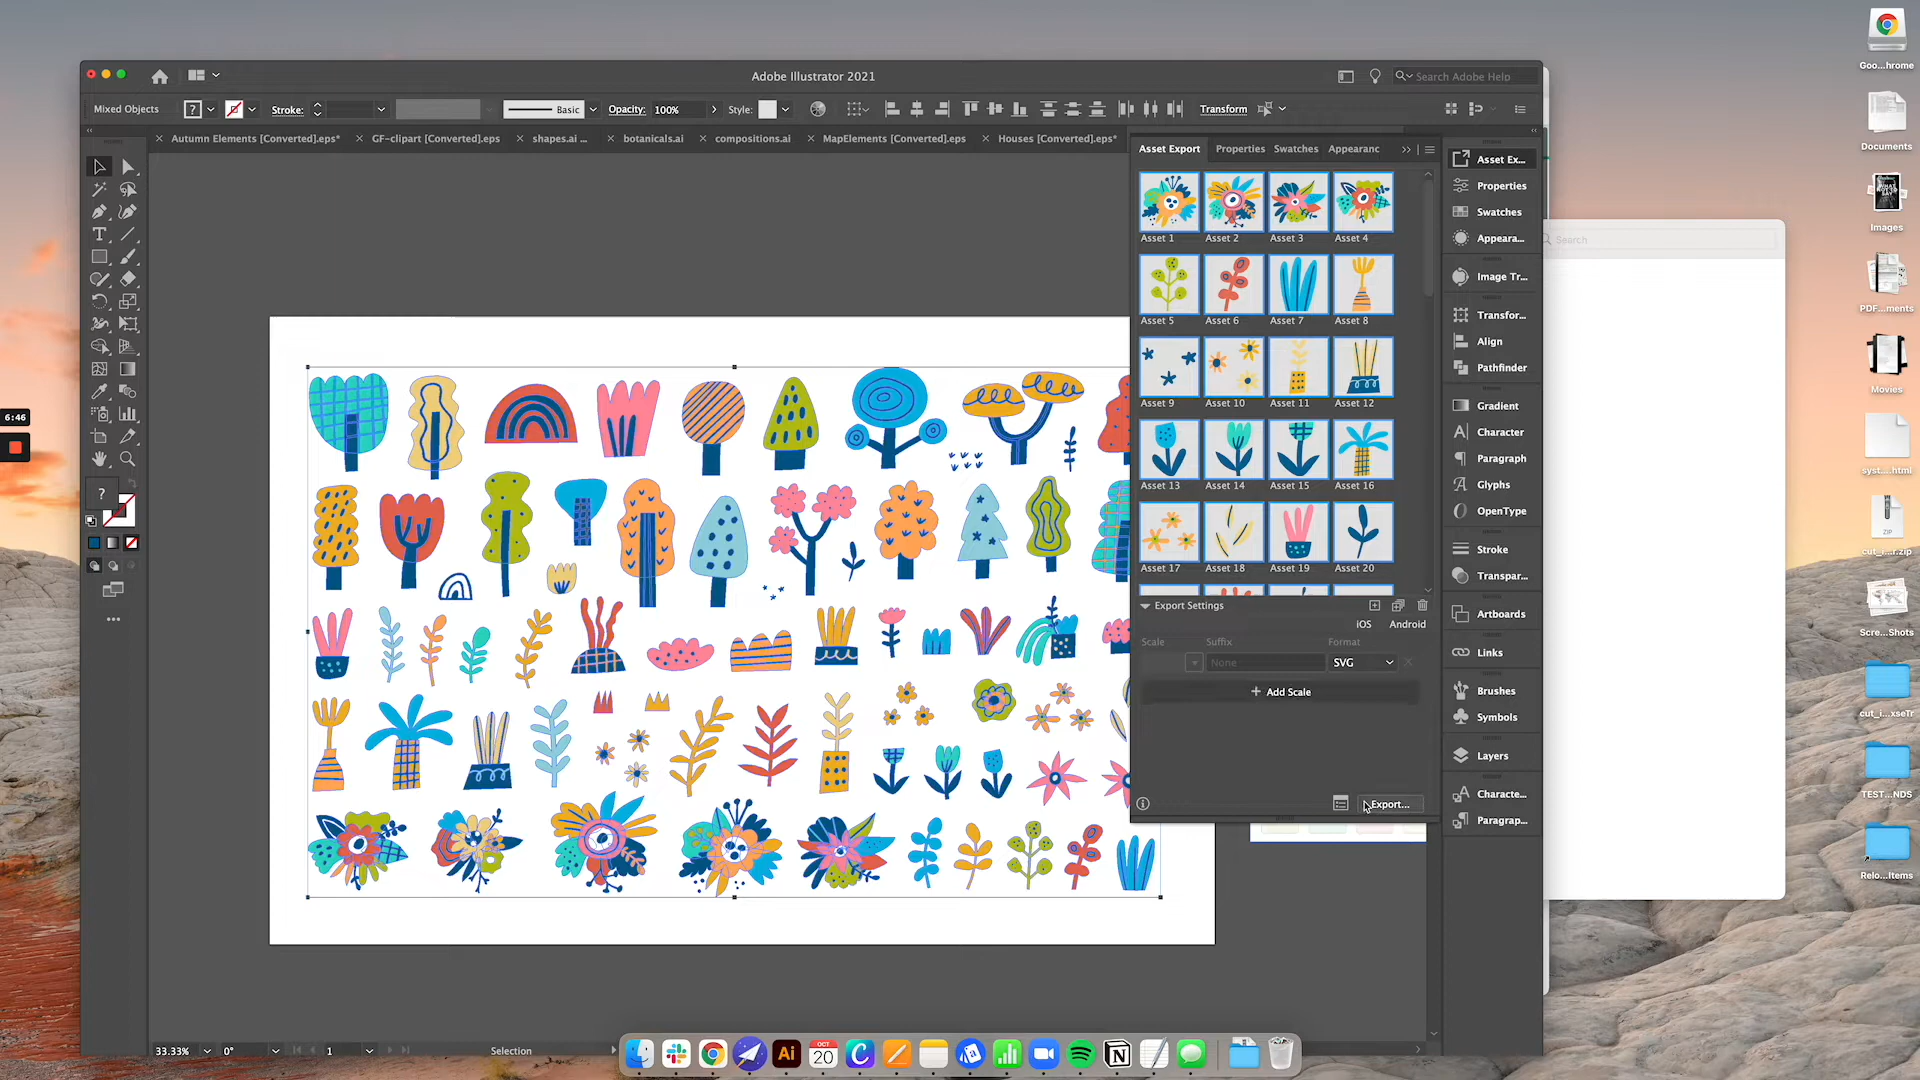 Adobe Illustrator 2021
Search Adobe Help
Mixed Objects
?
Stroke:
Basic
Opacity:
100%
Style:
Transform
Autumn Elements [Converted].eps*
GF-clipart [Converted].eps
shapes.ai ...
botanicals.ai
compositions.ai
MapElements [Converted].eps
Houses [Converted].eps*
Asset Export
Properties
Swatches
Appearanc
Asset 1
Asset 2
Asset 3
Asset 4
Asset 5
Asset 6
Asset 7
Asset 8
Asset 9
Asset 10
Asset 11
Asset 12
Asset 13
Asset 14
Asset 15
Asset 16
Asset 17
Asset 18
Asset 19
Asset 20
Export Settings
iOS
Android
Scale
Suffix
Format
None
SVG
+ Add Scale
Export...
Asset Ex...
Properties
Swatches
Appeara...
Image Tr...
Transfor...
Align
Pathfinder
Gradient
Character
Paragraph
Glyphs
OpenType
Stroke
Transpar...
Artboards
Links
Brushes
Symbols
Layers
Characte...
Paragrap...
Search
6:46
?
33.33%
0°
1
Selection
Goo...hrome
Documents
Images
PDF...ments
Movies
syst....html
ZIP
cut_i...r.zip
Scre...Shots
cut_i...xseTr
TEST...NDS
Relo...Items
Ai
OCT
20